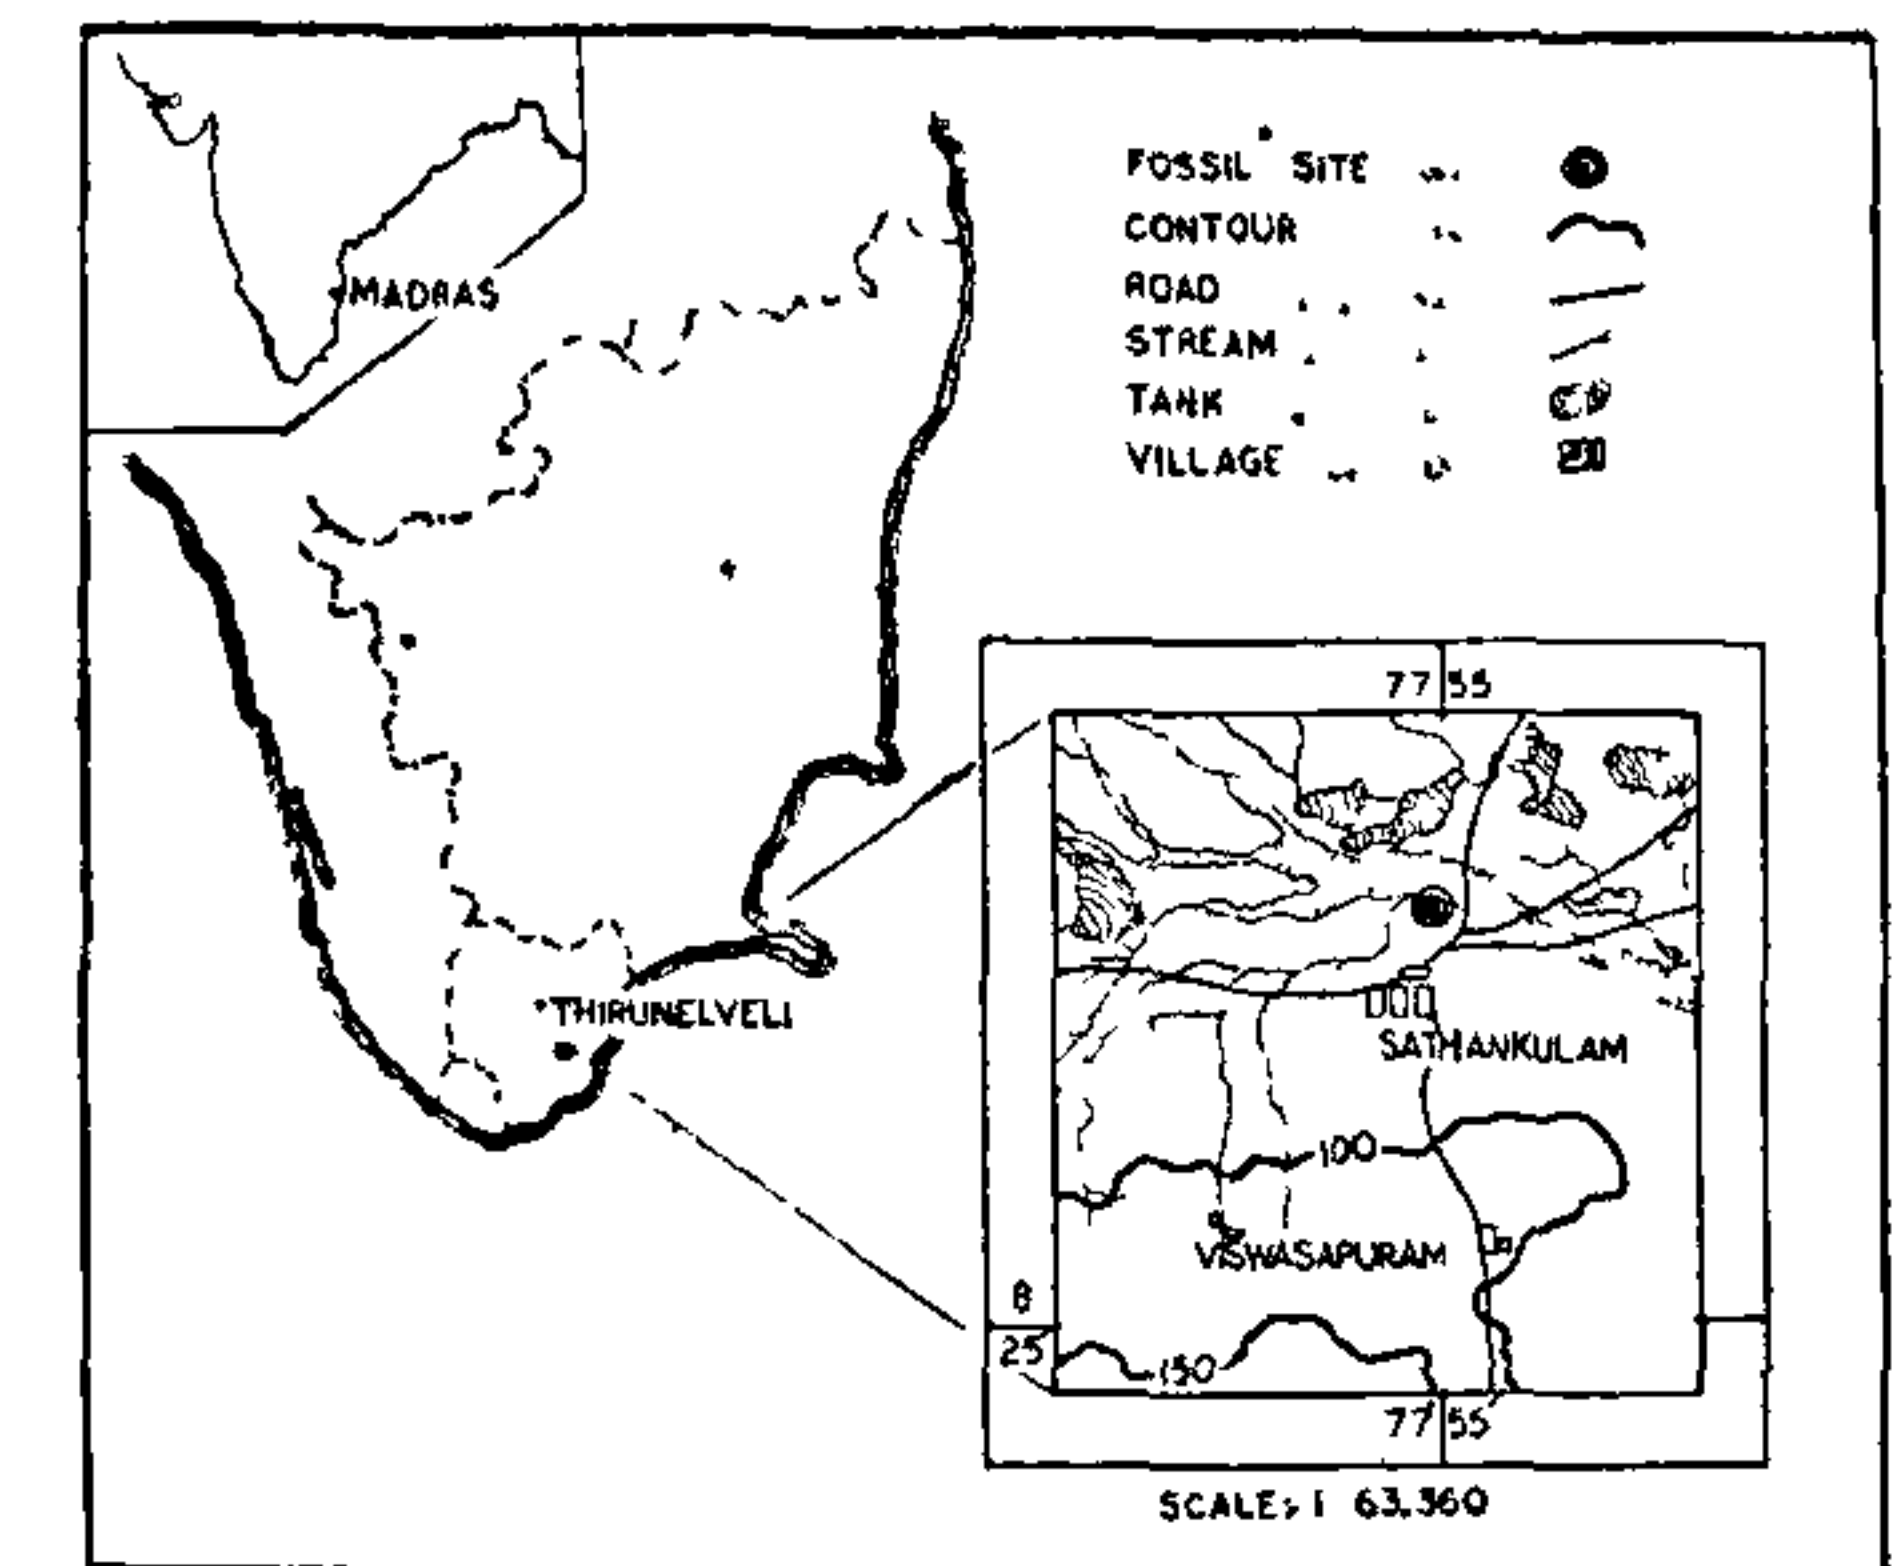 MADRAS
FOSSIL SITE
CONTOUR
ROAD
STREAM
TANK
VILLAGE
THIRUNELVELI
77 55
SATHANKULAM
100
VISWASAPURAM
8
25
150
77 55
SCALE: 1 63,360